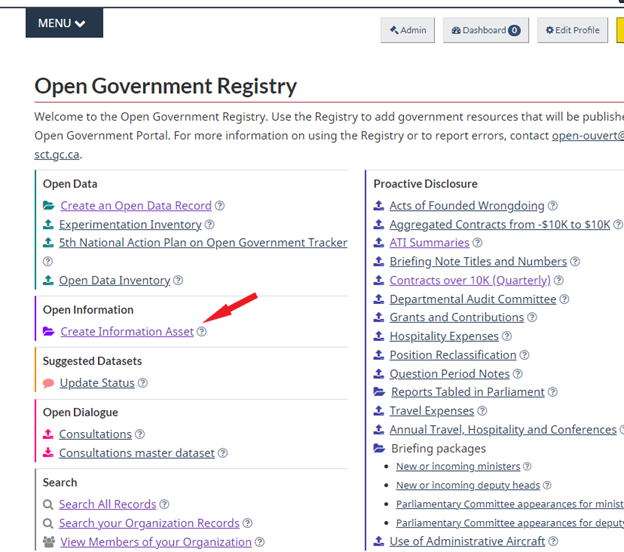 MENU
Admin
Dashboard 0
Edit Profile
Open Government Registry
Welcome to the Open Government Registry. Use the Registry to add government resources that will be publishe
Open Government Portal. For more information on using the Registry or to report errors, contact open-ouvert@
sct.gc.ca.
Open Data
Create an Open Data Record
Experimentation Inventory
5th National Action Plan on Open Government Tracker
Open Data Inventory
Open Information
Create Information Asset
Suggested Datasets
Update Status
Open Dialogue
Consultations
Consultations master dataset
Search
Search All Records
Search your Organization Records
View Members of your Organization
Proactive Disclosure
Acts of Founded Wrongdoing
Aggregated Contracts from -$10K to $10K
ATI Summaries
Briefing Note Titles and Numbers
Contracts over 10K (Quarterly)
Departmental Audit Committee
Grants and Contributions
Hospitality Expenses
Position Reclassification
Question Period Notes
Reports Tabled in Parliament
Travel Expenses
Annual Travel, Hospitality and Conferences
Briefing packages
New or incoming ministers
New or incoming deputy heads
Parliamentary Committee appearances for minist
Parliamentary Committee appearances for deputy
Use of Administrative Aircraft